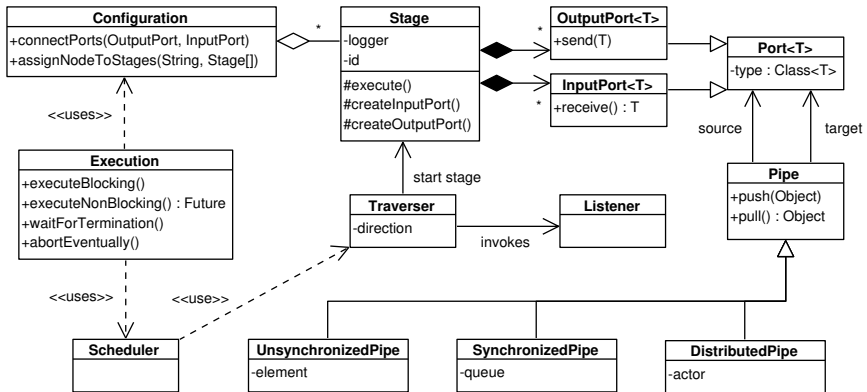 Configuration
+connectPorts(OutputPort, InputPort)
+assignNodeToStages(String, Stage[])
*
Stage
-logger
-id
#execute()
#createInputPort()
#createOutputPort()
*
OutputPort<T>
+send(T)
InputPort<T>
*
+receive() : T
Port<T>
-type : Class<T>
<<uses>>
source
target
Execution
+executeBlocking()
+executeNonBlocking() : Future
+waitForTermination()
+abortEventually()
start stage
Pipe
+push(Object)
+pull() : Object
Traverser
-direction
invokes
Listener
<<uses>>
<<use>>
Scheduler
UnsynchronizedPipe
-element
SynchronizedPipe
-queue
DistributedPipe
-actor